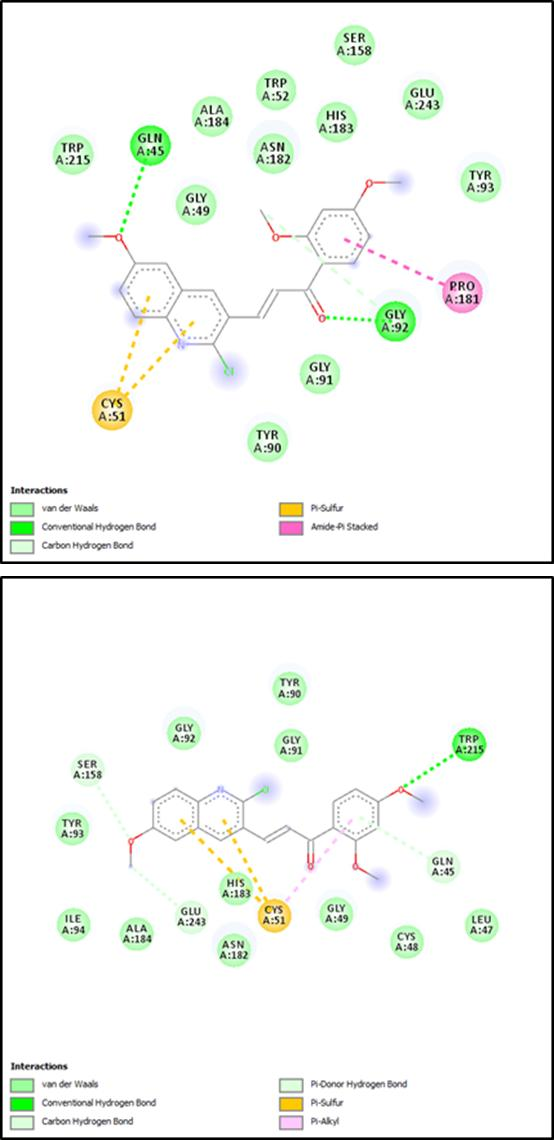 SER
A:158
TRP
A:52
GLU
A:243
ALA
A:184
HIS
A:183
GLN
A:45
TRP
A:215
ASN
A:182
TYR
A:93
GLY
A:49
O
O
O
PRO
A:181
O
GLY
A:92
N
Cl
GLY
A:91
CYS
A:51
TYR
A:90
Interactions
van der Waals
Conventional Hydrogen Bond
Carbon Hydrogen Bond
Pi-Sulfur
Amide-Pi Stacked
TYR
A:90
GLY
A:92
GLY
A:91
TRP
A:215
SER
A:158
N
Cl
O
TYR
A:93
O
O
O
GLN
A:45
HIS
A:183
ILE
A:94
ALA
A:184
GLU
A:243
CYS
A:51
GLY
A:49
LEU
A:47
ASN
A:182
CYS
A:48
Interactions
van der Waals
Conventional Hydrogen Bond
Carbon Hydrogen Bond
Pi-Donor Hydrogen Bond
Pi-Sulfur
Pi-Alkyl